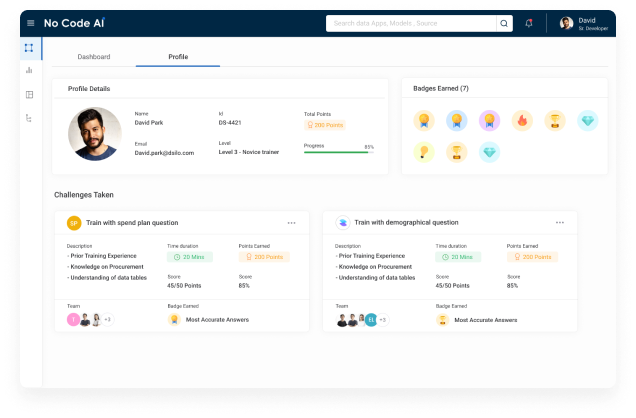 No Code AI
Search data Apps, Models , Source
David
Sr. Developer
Dashboard
Profile
Profile Details
Name
David Park
Id
DS-4421
Total Points
200 Points
Email
David.park@dsilo.com
Level
Level 3 - Novice trainer
Progress
85%
Badges Earned (7)
Challenges Taken
SP
Train with spend plan
question
Description
- Prior Training Experience
- Knowledge on Procurement
- Understanding of data tables
Time duration
20 Mins
Points Earned
200 Points
Score
45/50 Points
Score
85%
Team
T
+3
Badge Earned
Most Accurate Answers
Train with demographical question
Description
- Prior Training Experience
- Knowledge on Procurement
- Understanding of data tables
Time duration
20 Mins
Points Earned
200 Points
Score
45/50 Points
Score
85%
Team
EL
+3
Badge Earned
Most Accurate Answers